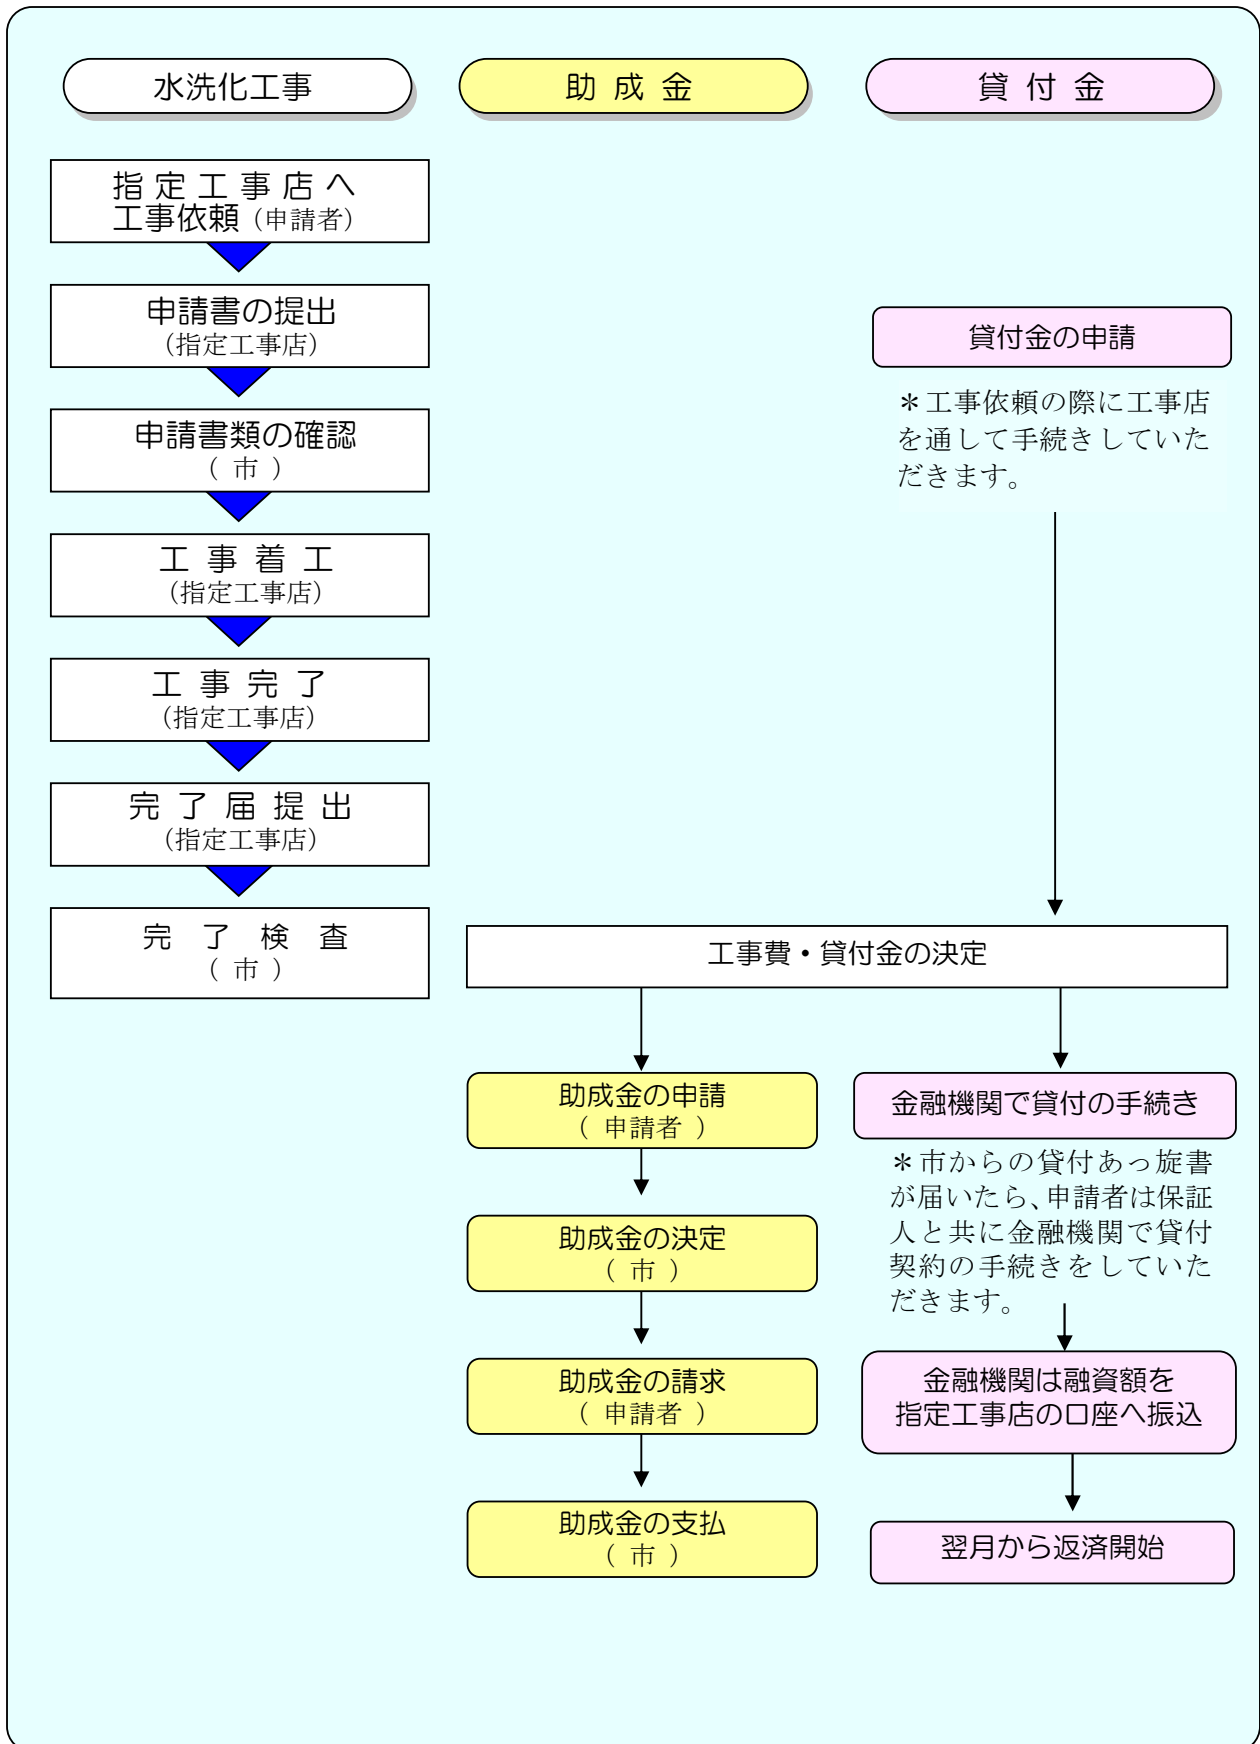 水洗化工事
助成金
貸付金
指定工事店へ
工事依頼（申請者）
申請書の提出
（指定工事店）
申請書類の確認
（ 市 ）
工事着工
（指定工事店）
工事完了
（指定工事店）
完了届提出
（指定工事店）
完了検査
（ 市 ）
貸付金の申請
＊工事依頼の際に工事店
を通して手続きしていた
だきます。
工事費・貸付金の決定
助成金の申請
（ 申請者 ）
助成金の決定
（ 市 ）
助成金の請求
（ 申請者 ）
助成金の支払
（ 市 ）
金融機関で貸付の手続き
＊市からの貸付あっ旋書
が届いたら、申請者は保証
人と共に金融機関で貸付
契約の手続きをしていた
だきます。
金融機関は融資額を
指定工事店の口座へ振込
翌月から返済開始